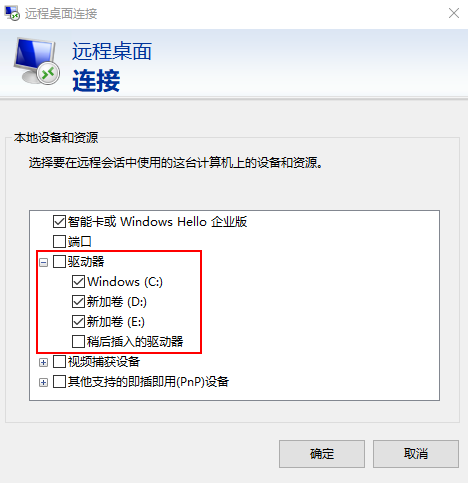 远程桌面连接
远程桌面
连接
本地设备和资源
选择要在远程会话中使用的这台计算机上的设备和资源。
智能卡或 Windows Hello 企业版
端口
驱动器
Windows (C:)
新加卷 (D:)
新加卷 (E:)
稍后插入的驱动器
视频捕获设备
其他支持的即插即用(PnP)设备
确定
取消